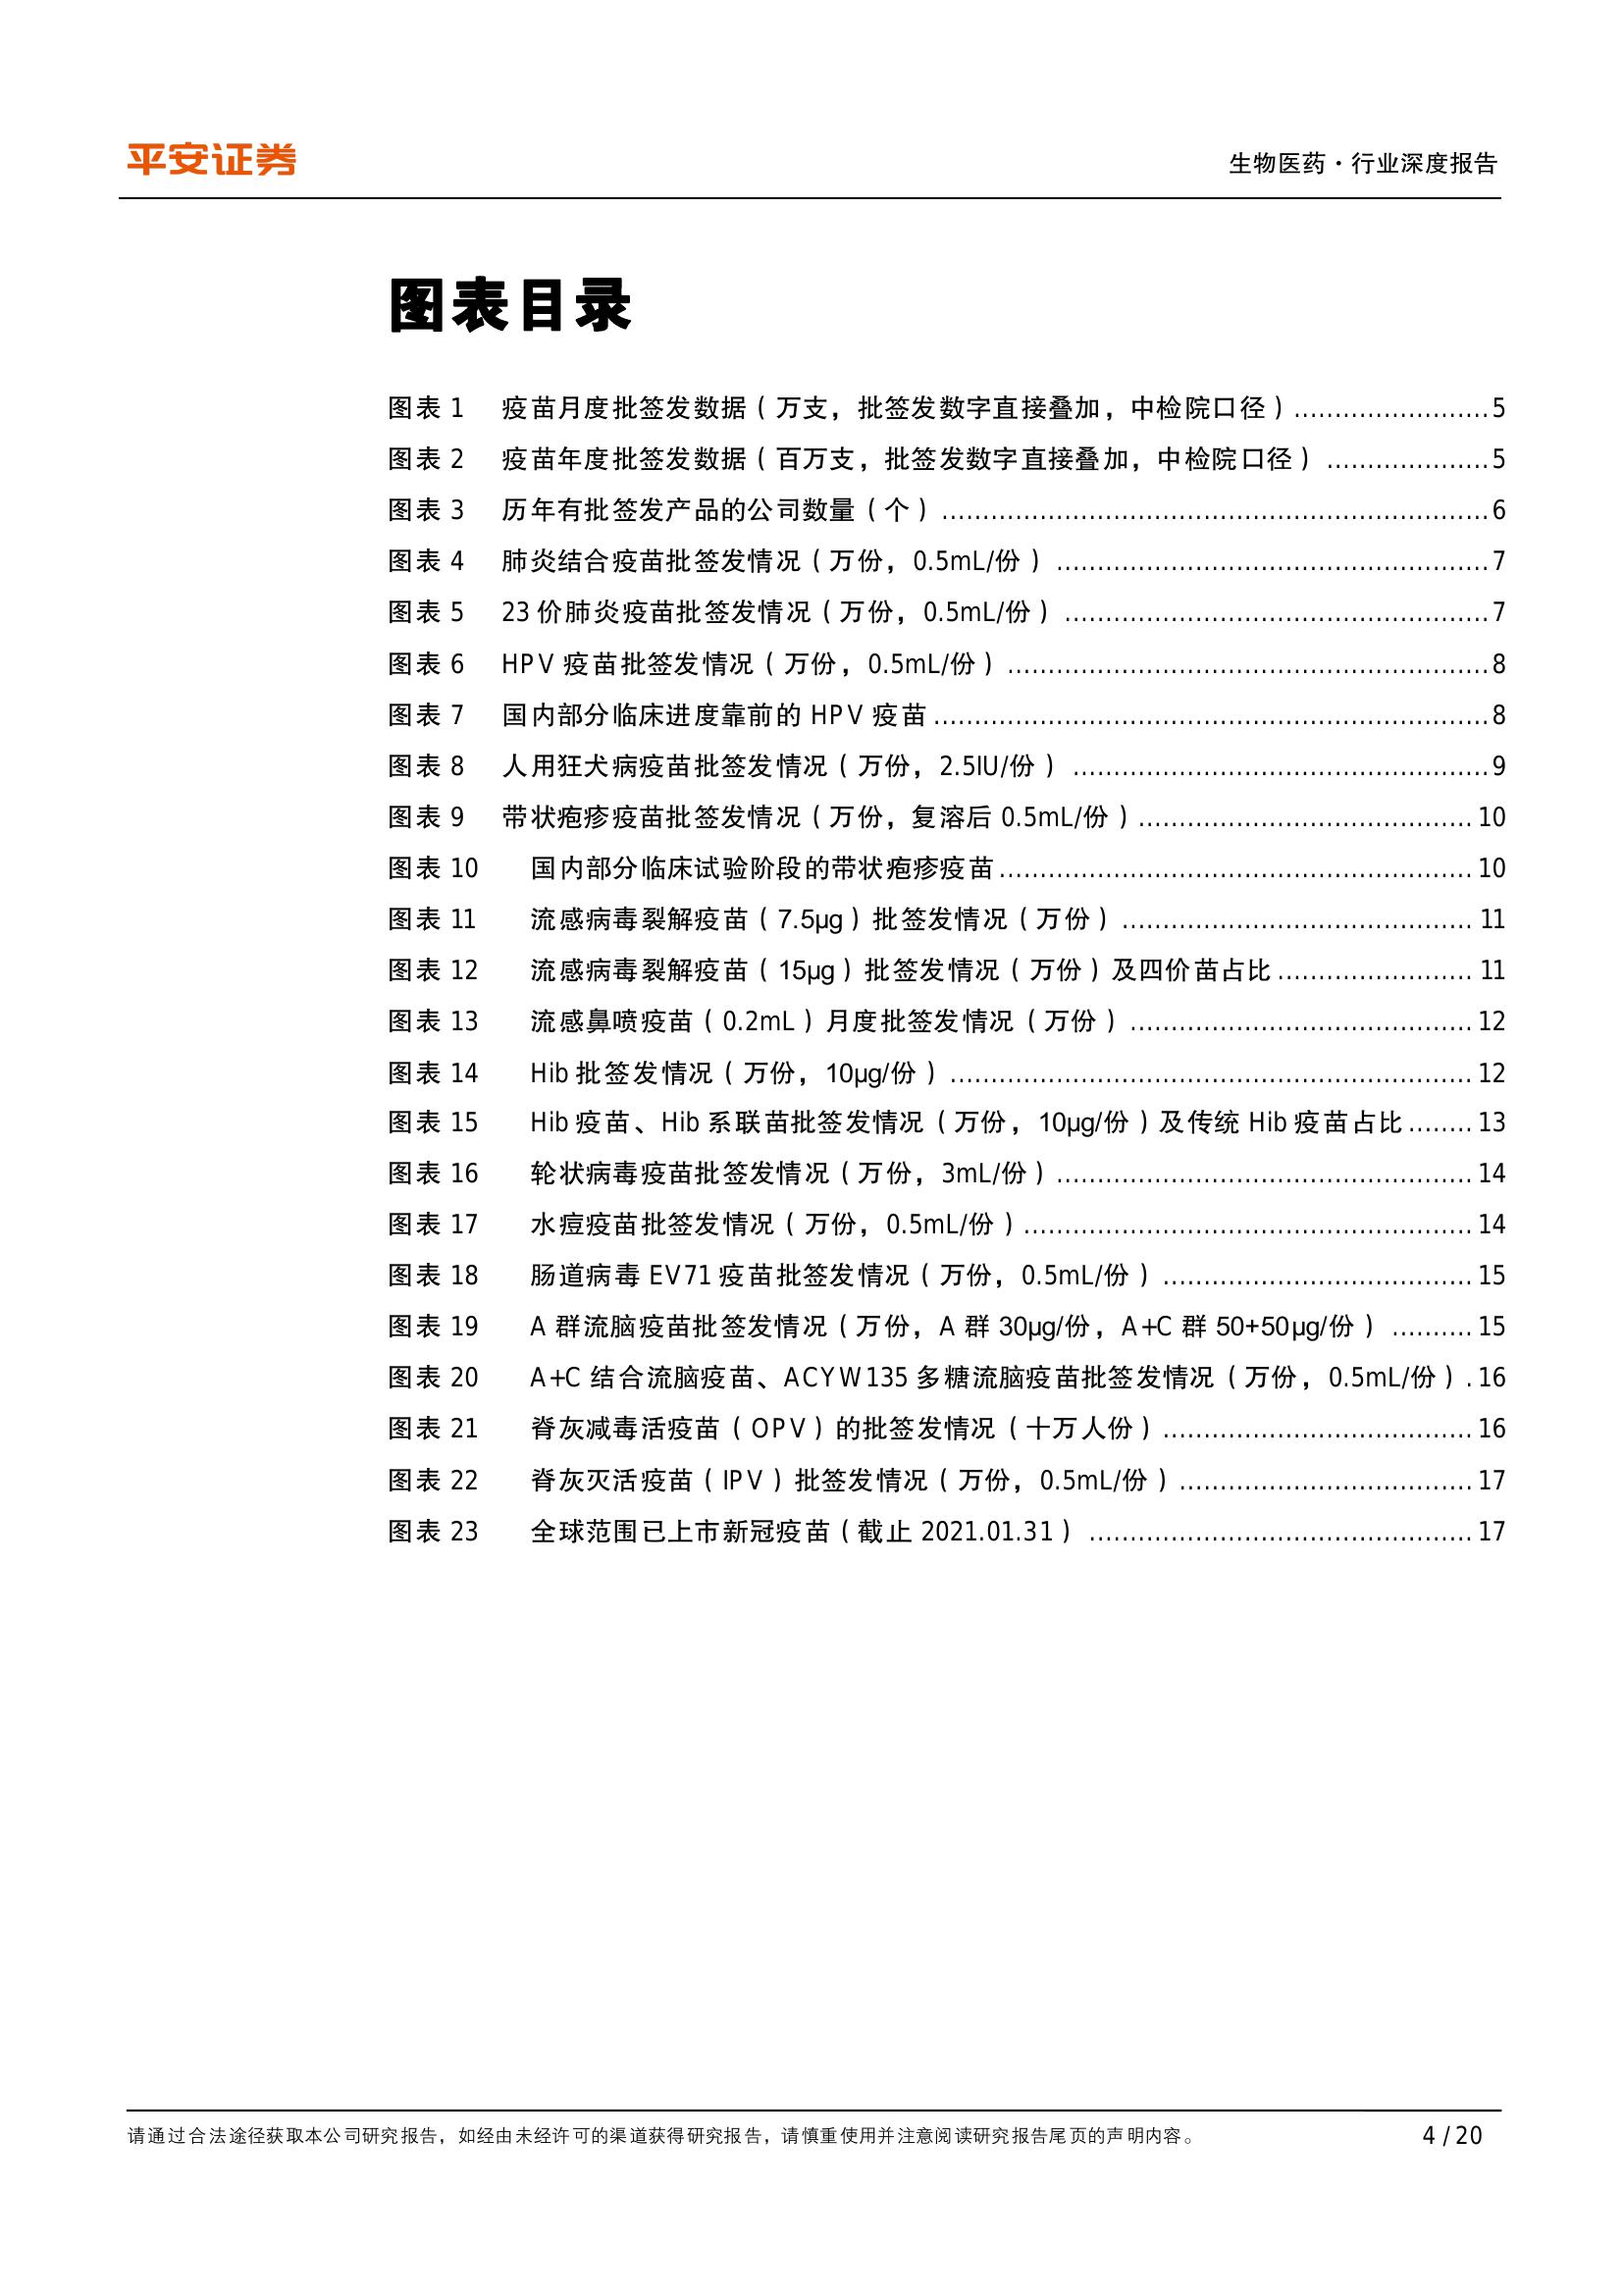 平安证券
生物医药·行业深度报告
图表目录
图表 1 疫苗月度批签发数据（万支，批签发数字直接叠加，中检院口径）........................5
图表 2 疫苗年度批签发数据（百万支，批签发数字直接叠加，中检院口径）....................5
图表 3 历年有批签发产品的公司数量（个）...................................................................6
图表 4 肺炎结合疫苗批签发情况（万份，0.5mL/份）.....................................................7
图表 5 23 价肺炎疫苗批签发情况（万份，0.5mL/份）....................................................7
图表 6 HPV 疫苗批签发情况（万份，0.5mL/份）...........................................................8
图表 7 国内部分临床进度靠前的 HPV 疫苗....................................................................8
图表 8 人用狂犬病疫苗批签发情况（万份，2.5IU/份）...................................................9
图表 9 带状疱疹疫苗批签发情况（万份，复溶后 0.5mL/份）.........................................10
图表 10 国内部分临床试验阶段的带状疱疹疫苗..........................................................10
图表 11 流感病毒裂解疫苗（7.5μg）批签发情况（万份）...........................................11
图表 12 流感病毒裂解疫苗（15μg）批签发情况（万份）及四价苗占比........................11
图表 13 流感鼻喷疫苗（0.2mL）月度批签发情况（万份）..........................................12
图表 14 Hib 批签发情况（万份，10μg/份）................................................................12
图表 15 Hib 疫苗、Hib 系联苗批签发情况（万份，10μg/份）及传统 Hib 疫苗占比........13
图表 16 轮状病毒疫苗批签发情况（万份，3mL/份）...................................................14
图表 17 水痘疫苗批签发情况（万份，0.5mL/份）.......................................................14
图表 18 肠道病毒 EV71 疫苗批签发情况（万份，0.5mL/份）......................................15
图表 19 A 群流脑疫苗批签发情况（万份，A 群 30μg/份，A+C 群 50+50μg/份）..........15
图表 20 A+C 结合流脑疫苗、ACYW135 多糖流脑疫苗批签发情况（万份，0.5mL/份）.16
图表 21 脊灰减毒活疫苗（OPV）的批签发情况（十万人份）......................................16
图表 22 脊灰灭活疫苗（IPV）批签发情况（万份，0.5mL/份）....................................17
图表 23 全球范围已上市新冠疫苗（截止 2021.01.31）...............................................17
请通过合法途径获取本公司研究报告，如经由未经许可的渠道获得研究报告，请慎重使用并注意阅读研究报告尾页的声明内容。
4 / 20